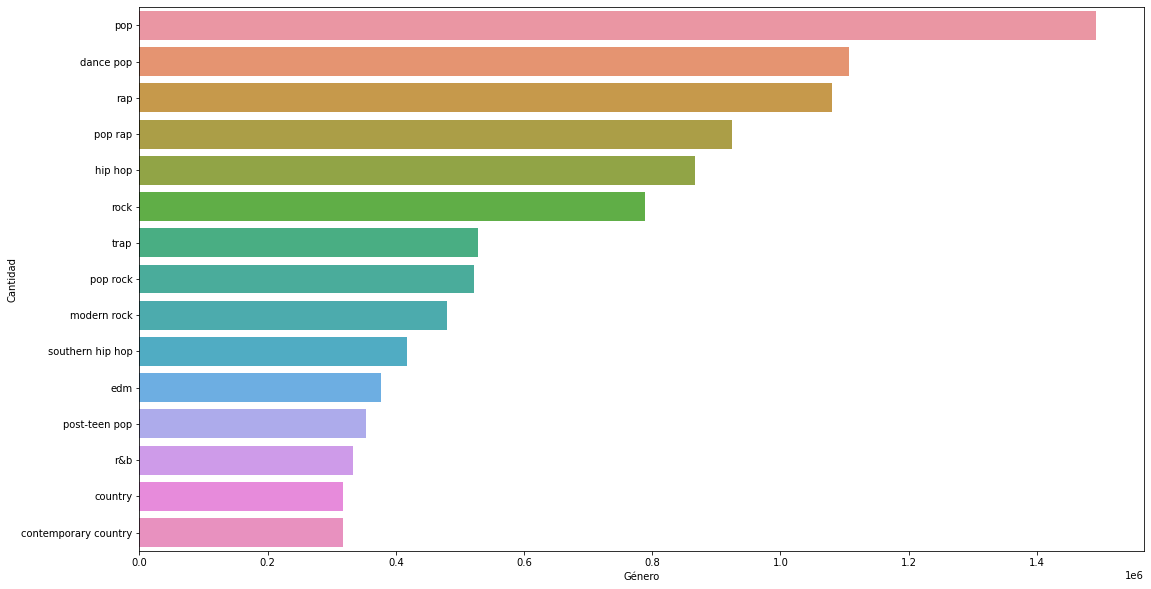 pop
dance pop
rap
pop rap
hip hop
rock
trap
pop rock
modern rock
southern hip hop
edm
post-teen pop
r&b
country
contemporary country
Cantidad
0.0 0.2 0.4 0.6 0.8 1.0 1.2 1.4
1e6
Género